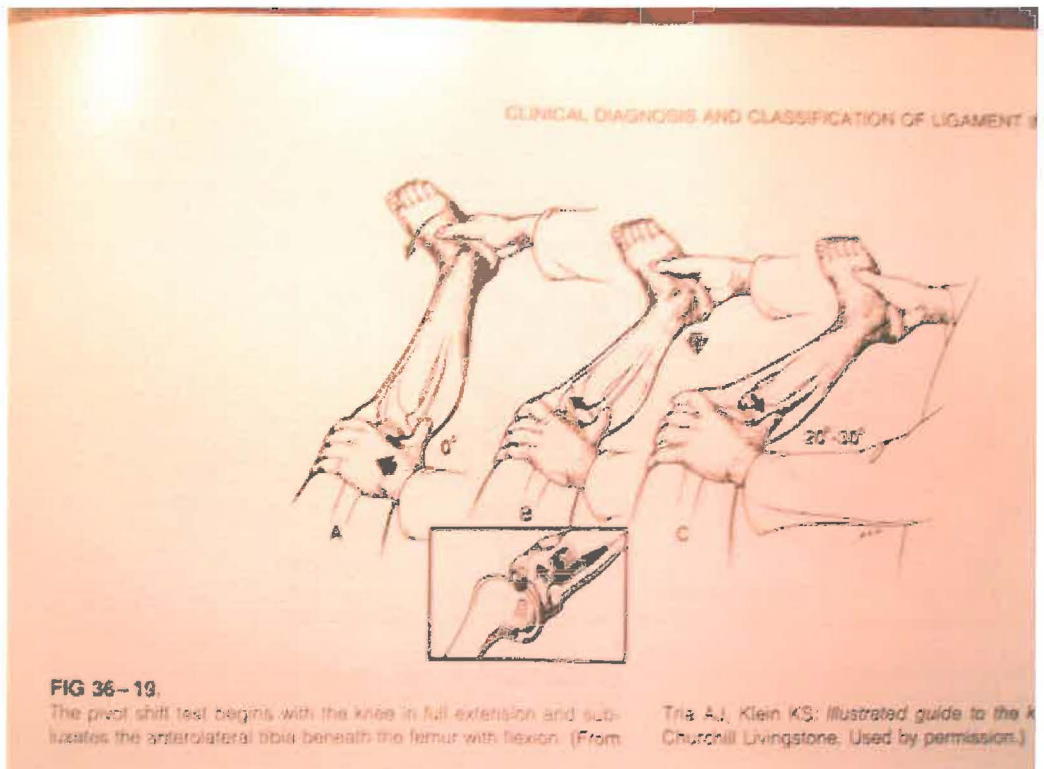 CLINICAL DIAGNOSIS AND CLASSIFICATION OF LIGAMENT
0°
20°-30°
A
B
C
FIG 36–19.
The pivot shift test begins with the knee in full extension and sub-
luxates the anterolateral tibia beneath the femur with flexion. (From
Tria AJ, Klein KS: Illustrated guide to the k
Churchill Livingstone. Used by permission.)